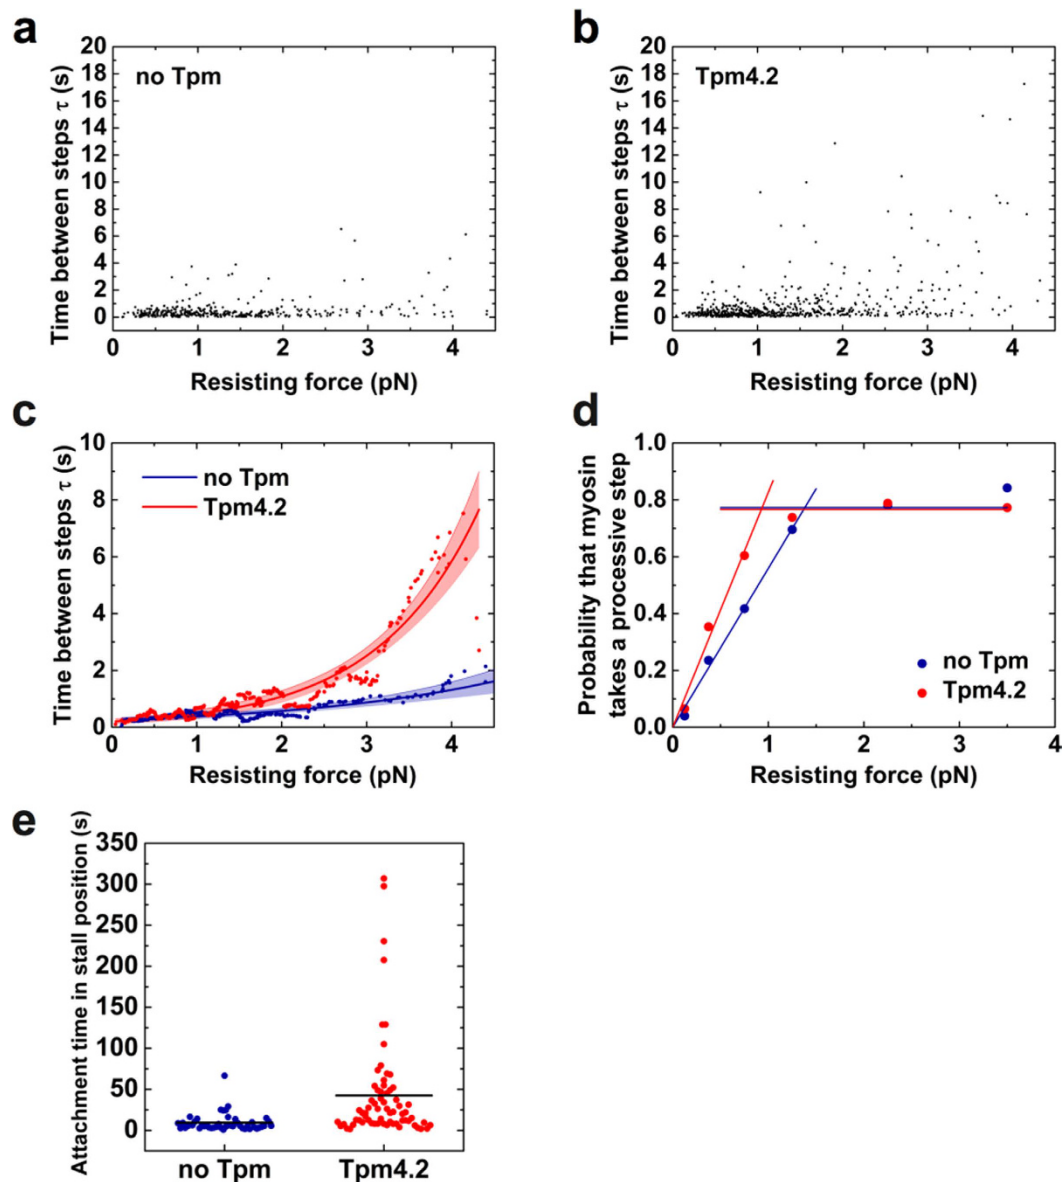 a
b
20
18
16
14
12
10
8
6
4
2
0
Time between steps τ (s)
no Tpm
0 1 2 3 4
Resisting force (pN)
20
18
16
14
12
10
8
6
4
2
0
Time between steps τ (s)
Tpm4.2
0 1 2 3 4
Resisting force (pN)
c
d
10
8
6
4
2
0
Time between steps τ (s)
no Tpm
Tpm4.2
0 1 2 3 4
Resisting force (pN)
1.0
0.8
0.6
0.4
0.2
0.0
Probability that myosin
takes a processive step
no Tpm
Tpm4.2
0 1 2 3 4
Resisting force (pN)
e
350
300
250
200
150
100
50
0
Attachment time in stall position (s)
no Tpm Tpm4.2